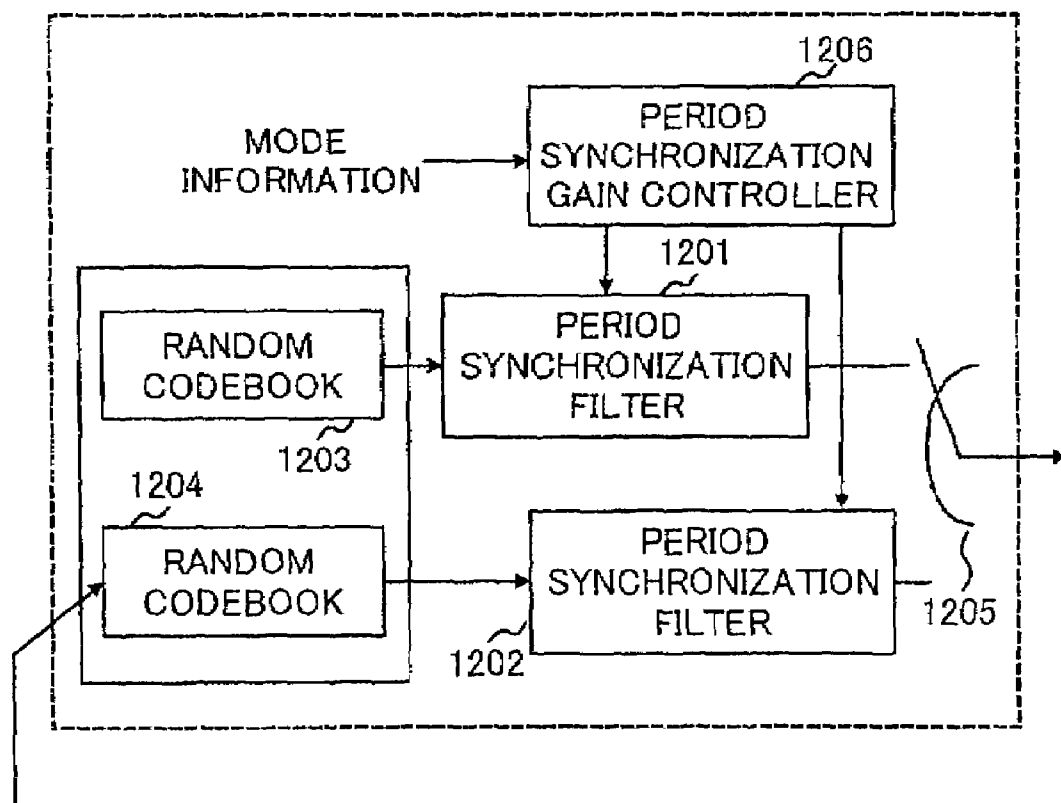 1206
PERIOD
SYNCHRONIZATION
GAIN CONTROLLER
MODE
INFORMATION
1201
PERIOD
SYNCHRONIZATION
FILTER
RANDOM
CODEBOOK
1203
1204
RANDOM
CODEBOOK
PERIOD
SYNCHRONIZATION
FILTER
1202
1205